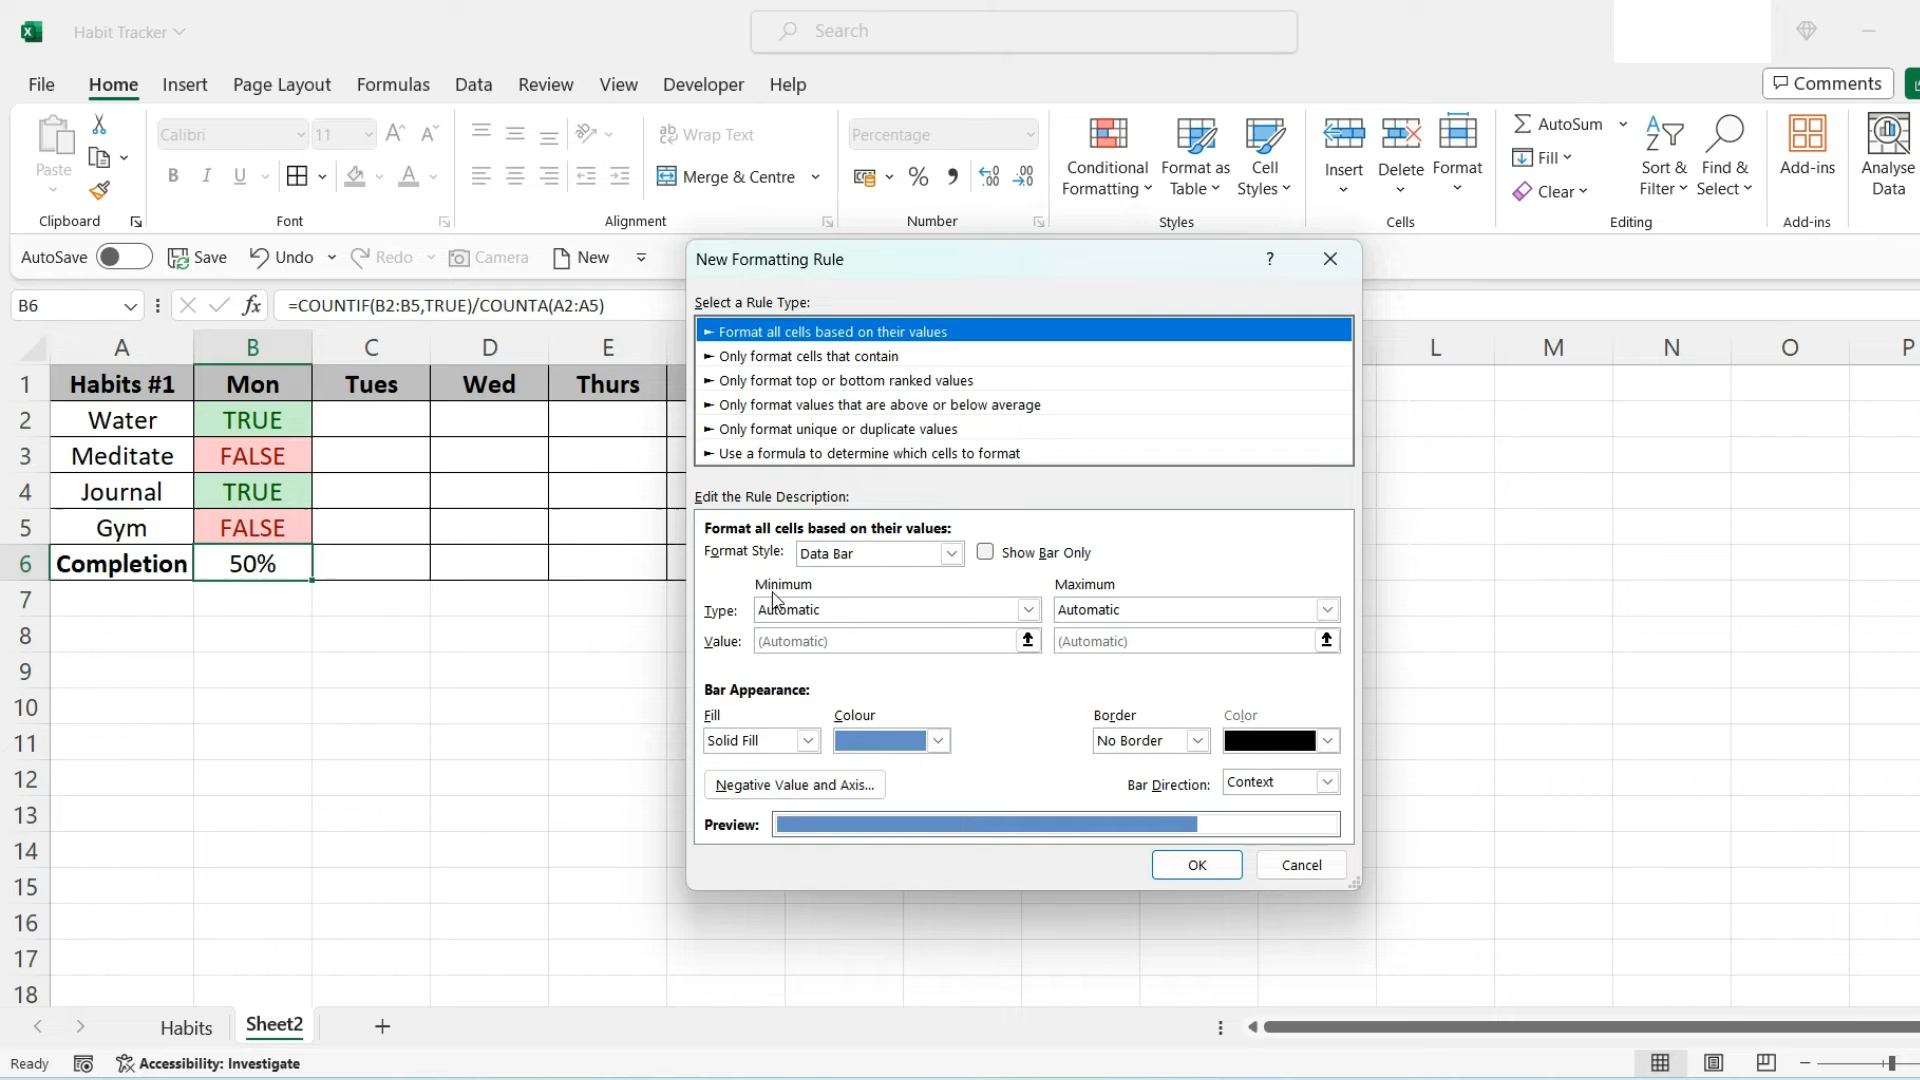 Habit Tracker
Search
File Home Insert Page Layout Formulas Data Review View Developer Help
Comments
Paste
Clipboard
Calibri 11
B I U
Font
Wrap Text
Merge & Centre
Alignment
Percentage
Number
Conditional Formatting
Format as Table
Cell Styles
Styles
Insert
Delete
Format
Cells
AutoSum
Fill
Clear
Sort & Filter
Find & Select
Editing
Add-ins
Add-ins
Analyse Data
AutoSave Save Undo Redo Camera New
B6 fx =COUNTIF(B2:B5,TRUE)/COUNTA(A2:A5)
A B C D E L M N O P
1 Habits #1 Mon Tues Wed Thurs
2 Water TRUE
3 Meditate FALSE
4 Journal TRUE
5 Gym FALSE
6 Completion 50%
7
8
9
10
11
12
13
14
15
16
17
18
New Formatting Rule ?
Select a Rule Type:
► Format all cells based on their values
► Only format cells that contain
► Only format top or bottom ranked values
► Only format values that are above or below average
► Only format unique or duplicate values
► Use a formula to determine which cells to format
Edit the Rule Description:
Format all cells based on their values:
Format Style: Data Bar Show Bar Only
Minimum Maximum
Type: Automatic Automatic
Value: (Automatic) (Automatic)
Bar Appearance:
Fill Colour Border Color
Solid Fill No Border
Negative Value and Axis... Bar Direction: Context
Preview:
OK Cancel
Habits Sheet2
Ready Accessibility: Investigate